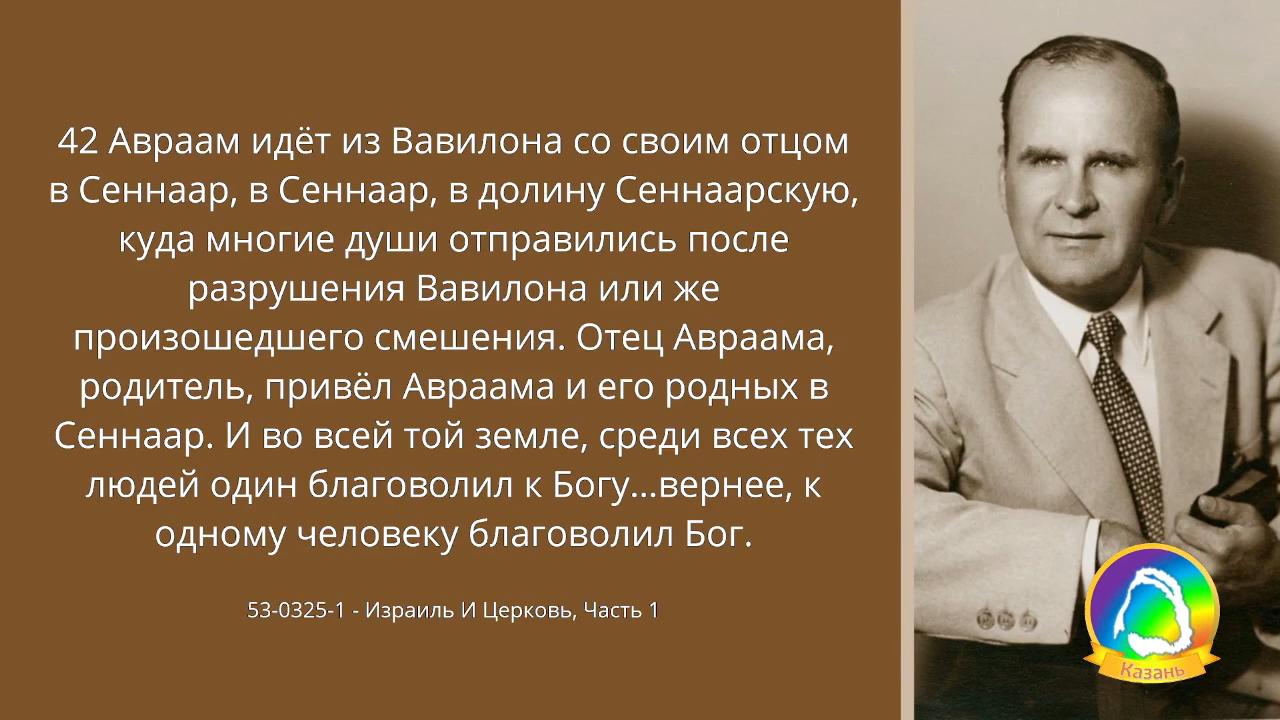 42 Авраам идёт из Вавилона со своим отцом
в Сеннаар, в Сеннаар, в долину Сеннаарскую,
куда многие души отправились после
разрушения Вавилона или же
произошедшего смешения. Отец Авраама,
родитель, привёл Авраама и его родных в
Сеннаар. И во всей той земле, среди всех тех
людей один благоволил к Богу...вернее, к
одному человеку благоволил Бог.
53-0325-1 - Израиль И Церковь, Часть 1
Казань